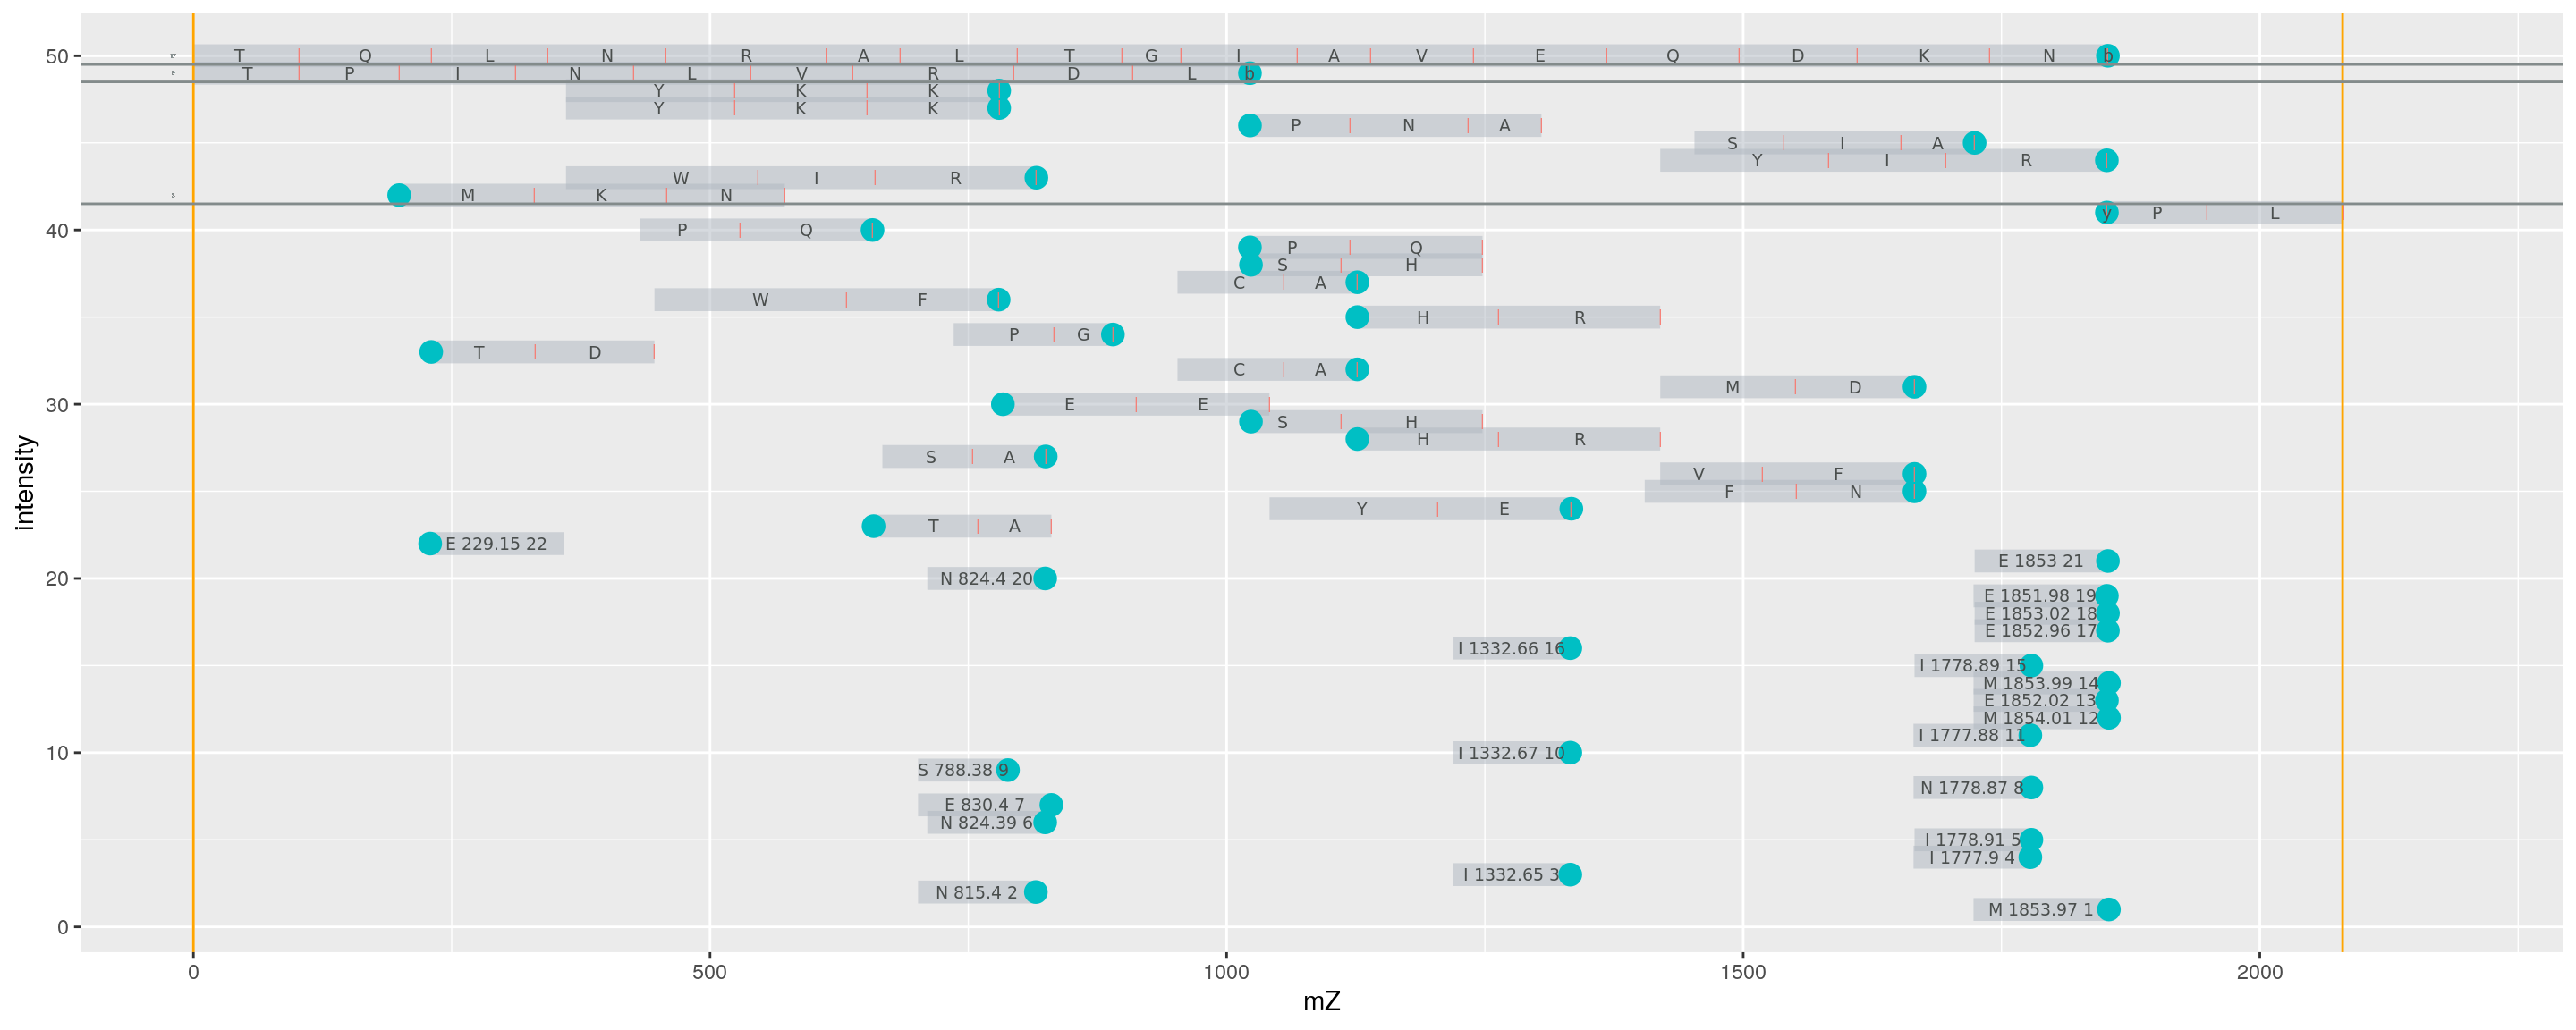 50 T Q L N R A L T G I A V E Q D K N b
T P I N L V R D L b
Y K K
Y K K
P N A
S I A
Y I R
W I R
M K N
y P L
40 P Q
P Q
S H
C A
W F
H R
P G
T D
C A
M D
30 E E
S H
H R
S A
V F
F N
Y E
T A
E 229.15 22
E 1853 21
20 N 824.4 20
E 1851.98 19
E 1853.02 18
E 1852.96 17
I 1332.66 16
I 1778.89 15
M 1853.99 14
E 1852.02 13
M 1854.01 12
I 1777.88 11
10 I 1332.67 10
S 788.38 9
N 1778.87 8
E 830.4 7
N 824.39 6
I 1778.91 5
I 1777.9 4
I 1332.65 3
N 815.4 2
M 1853.97 1
0
0 500 1000 1500 2000
mZ
intensity